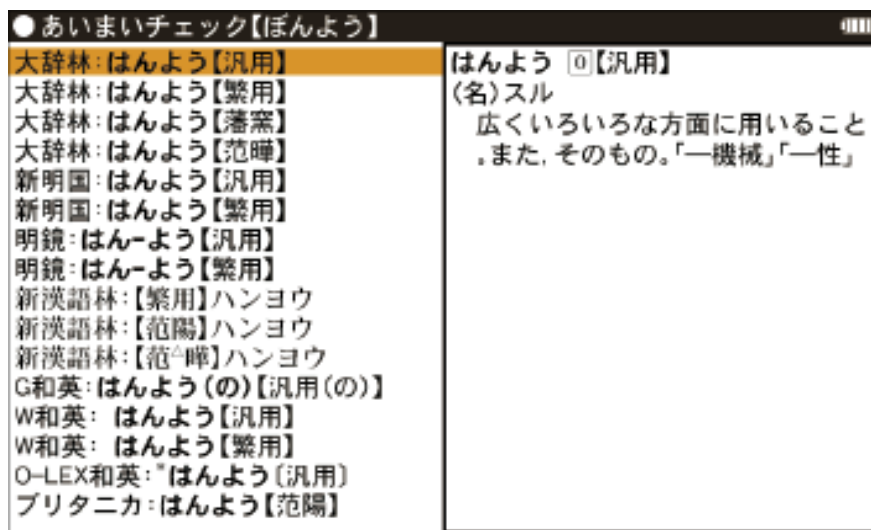 ●あいまいチェック【ぼんよう】
大辞林:はんよう【汎用】
大辞林:はんよう【繁用】
大辞林:はんよう【藩窯】
大辞林:はんよう【范曄】
新明国:はんよう【汎用】
新明国:はんよう【繁用】
明鏡:はん-よう【汎用】
明鏡:はん-よう【繁用】
新漢語林:【繁用】ハンヨウ
新漢語林:【范陽】ハンヨウ
新漢語林:【范△曄】ハンヨウ
G和英:はんよう(の)【汎用(の)】
W和英: はんよう【汎用】
W和英: はんよう【繁用】
O-LEX和英:*はんよう〔汎用〕
ブリタニカ:はんよう【范陽】
はんよう 0【汎用】
(名)スル
広くいろいろな方面に用いること
。また,そのもの。「―機械」「―性」